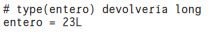 # type(entero) devolvería long
entero = 23L